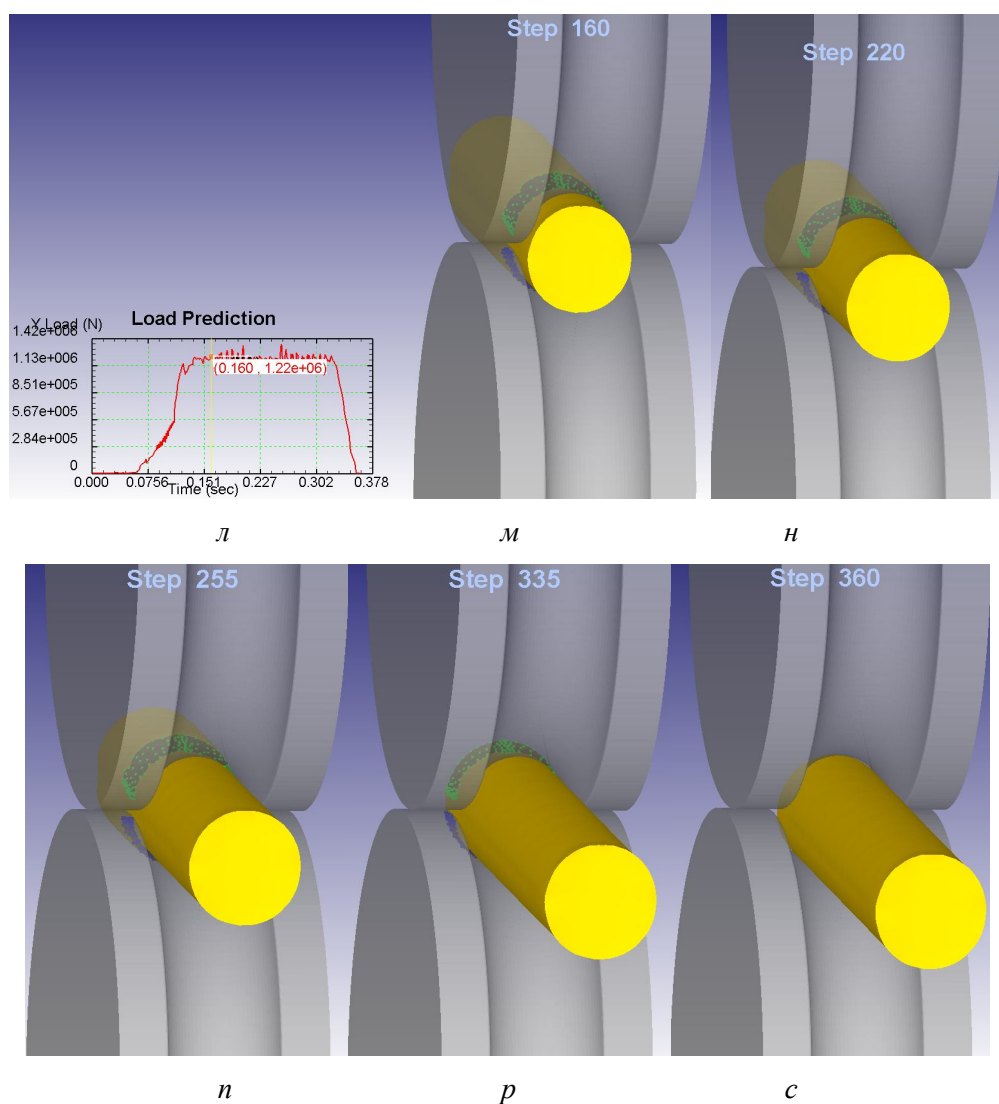 Step 160
Step 220
Load Prediction
Y Load (N)
1.42e+006
1.13e+006
8.51e+005
5.67e+005
2.84e+005
0
(0.160 , 1.22e+06)
0.000 0.0756 0.151 0.227 0.302 0.378
Time (sec)
л м н
Step 255 Step 335 Step 360
п р с